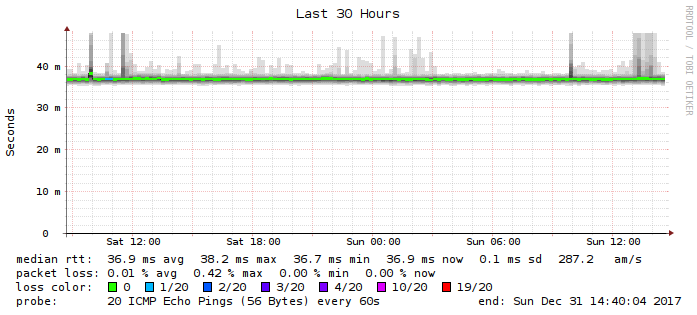 Last 30 Hours
RRDTOOL / TOBI OETIKER
Seconds
40 m
30 m
20 m
10 m
0
Sat 12:00 Sat 18:00 Sun 00:00 Sun 06:00 Sun 12:00
median rtt: 36.9 ms avg 38.2 ms max 36.7 ms min 36.9 ms now 0.1 ms sd 287.2 am/s
packet loss: 0.01 % avg 0.42 % max 0.00 % min 0.00 % now
loss color: 0 1/20 2/20 3/20 4/20 10/20 19/20
probe: 20 ICMP Echo Pings (56 Bytes) every 60s end: Sun Dec 31 14:40:04 2017